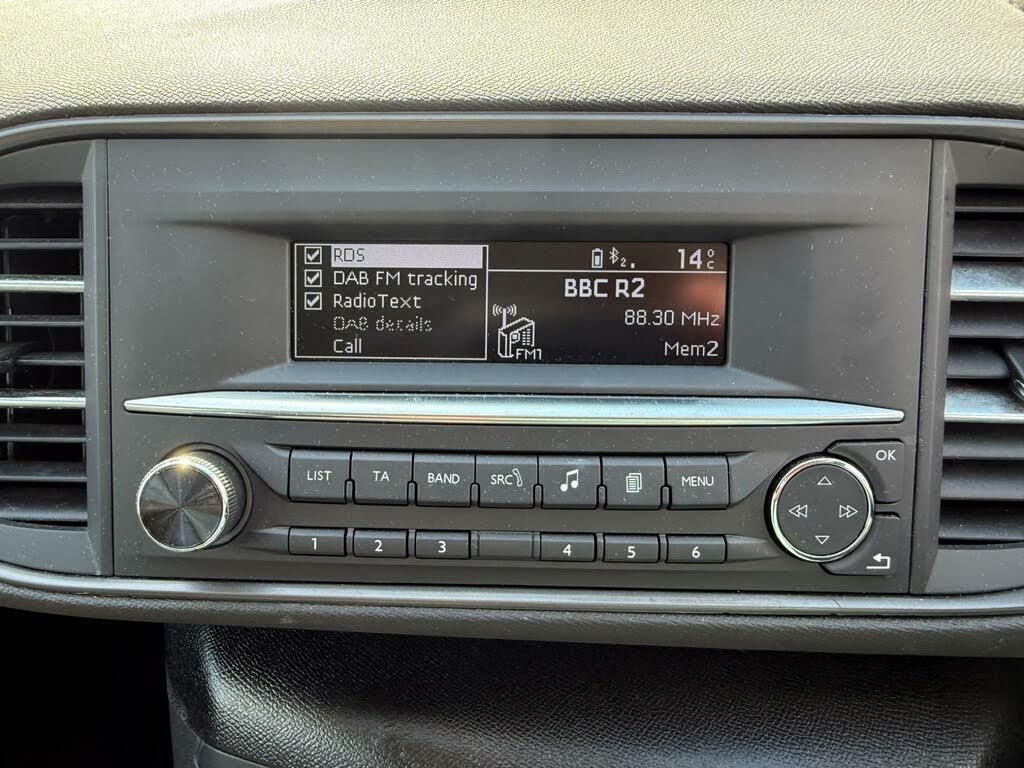 RDS
DAB FM tracking
RadioText
DAB details
Call
2 14°C
BBC R2
88.30 MHz
FM1
Mem2
LIST TA BAND SRC MENU
OK
1 2 3 4 5 6